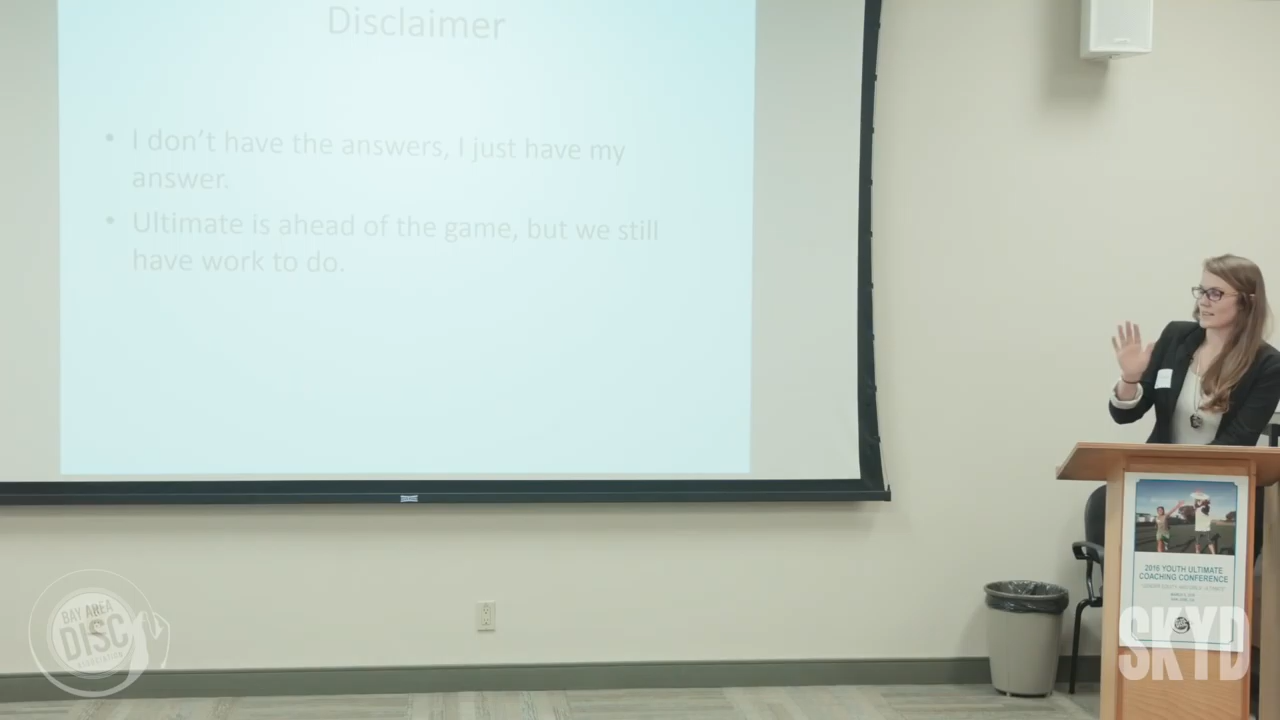 Disclaimer
• I don't have the answers, I just have my
answer.
• Ultimate is ahead of the game, but we still
have work to do.
2016 YOUTH ULTIMATE
COACHING CONFERENCE
BAY AREA
DISC
ASSOCIATION
SKYD